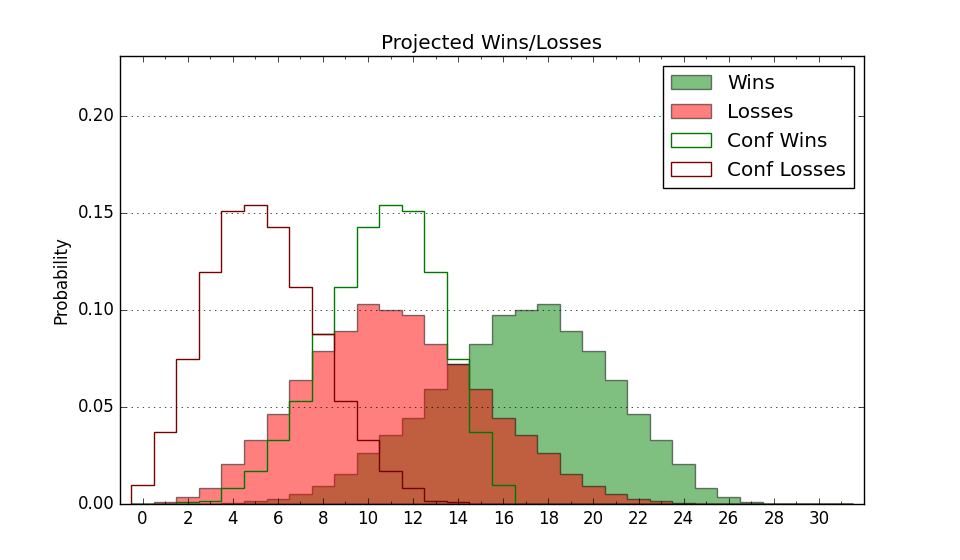 Projected Wins/Losses
Wins
Losses
Conf Wins
Conf Losses
Probability
0.20
0.15
0.10
0.05
0.00
0 2 4 6 8 10 12 14 16 18 20 22 24 26 28 30